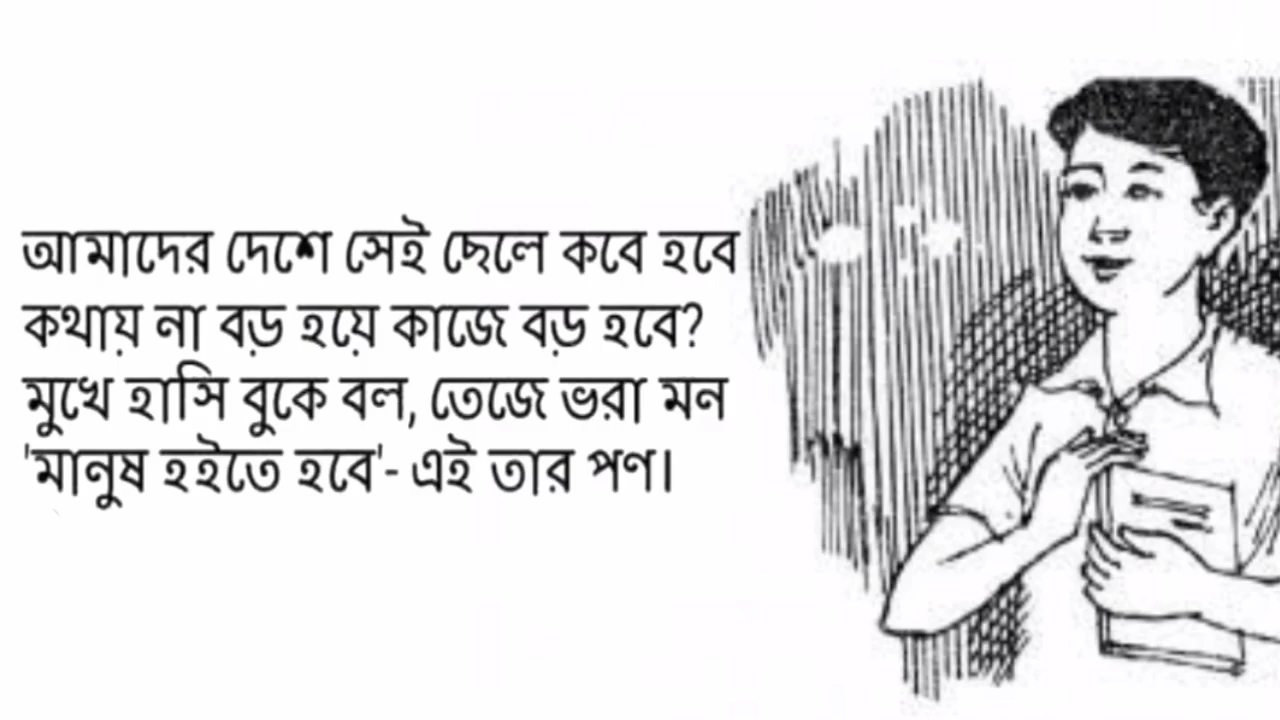 আমাদের দেশে সেই ছেলে কবে হবে
কথায় না বড় হয়ে কাজে বড় হবে?
মুখে হাসি বুকে বল, তেজে ভরা মন
'মানুষ হইতে হবে'- এই তার পণ।